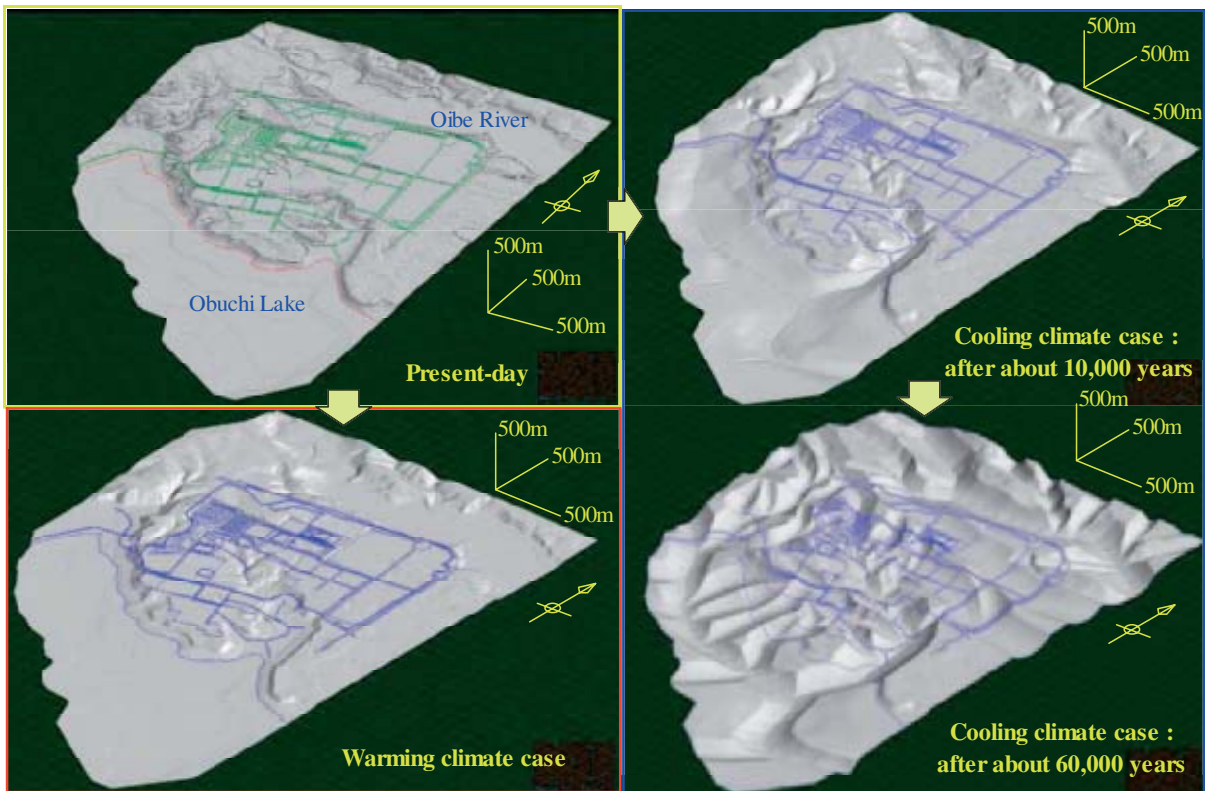 Oibe River
Obuchi Lake
500m
500m
500m
Present-day
500m
500m
500m
Cooling climate case :
after about 10,000 years
500m
500m
500m
Warming climate case
500m
500m
500m
Cooling climate case :
after about 60,000 years